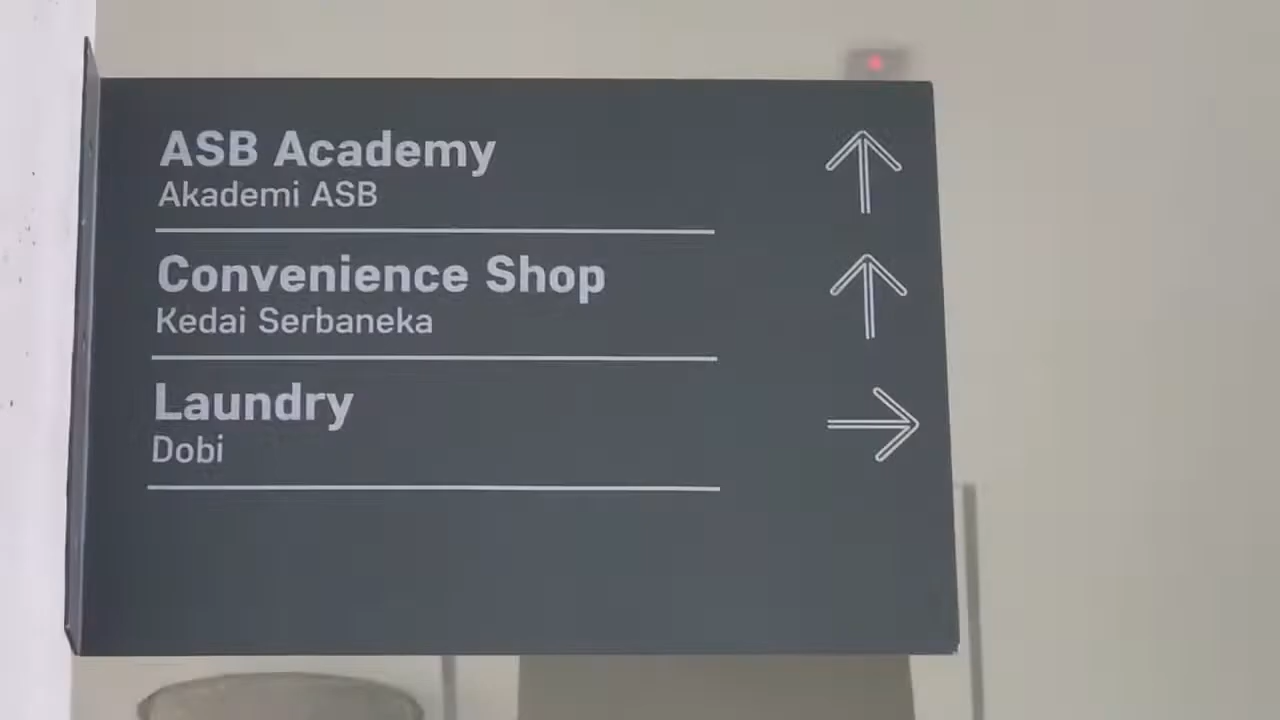 ASB Academy
Akademi ASB
Convenience Shop
Kedai Serbaneka
Laundry
Dobi